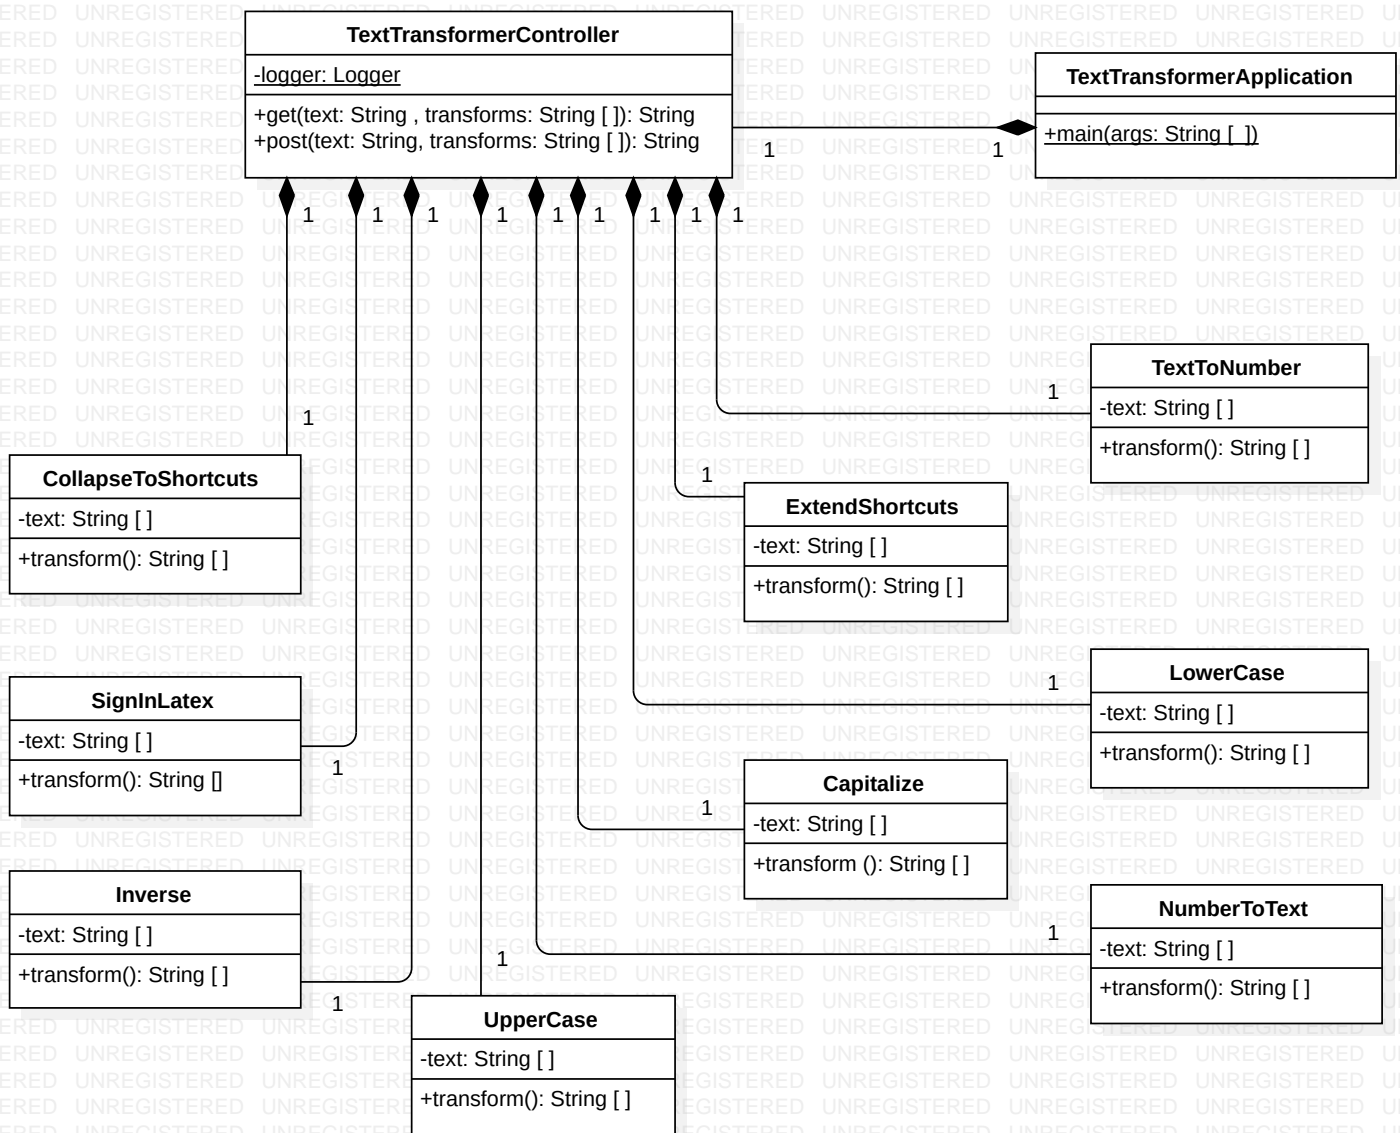 TextTransformerController
-logger: Logger
+get(text: String , transforms: String [ ]): String
+post(text: String, transforms: String [ ]): String
TextTransformerApplication
+main(args: String [  ])
1
1
1
1
1
1
1
1
1
1
1
TextToNumber
-text: String [ ]
+transform(): String [ ]
1
1
CollapseToShortcuts
-text: String [ ]
+transform(): String [ ]
1
ExtendShortcuts
-text: String [ ]
+transform(): String [ ]
1
LowerCase
-text: String [ ]
+transform(): String [ ]
SignInLatex
-text: String [ ]
+transform(): String []
1
1
Capitalize
-text: String [ ]
+transform (): String [ ]
Inverse
-text: String [ ]
+transform(): String [ ]
1
1
NumberToText
-text: String [ ]
+transform(): String [ ]
1
UpperCase
-text: String [ ]
+transform(): String [ ]
UNREGISTERED